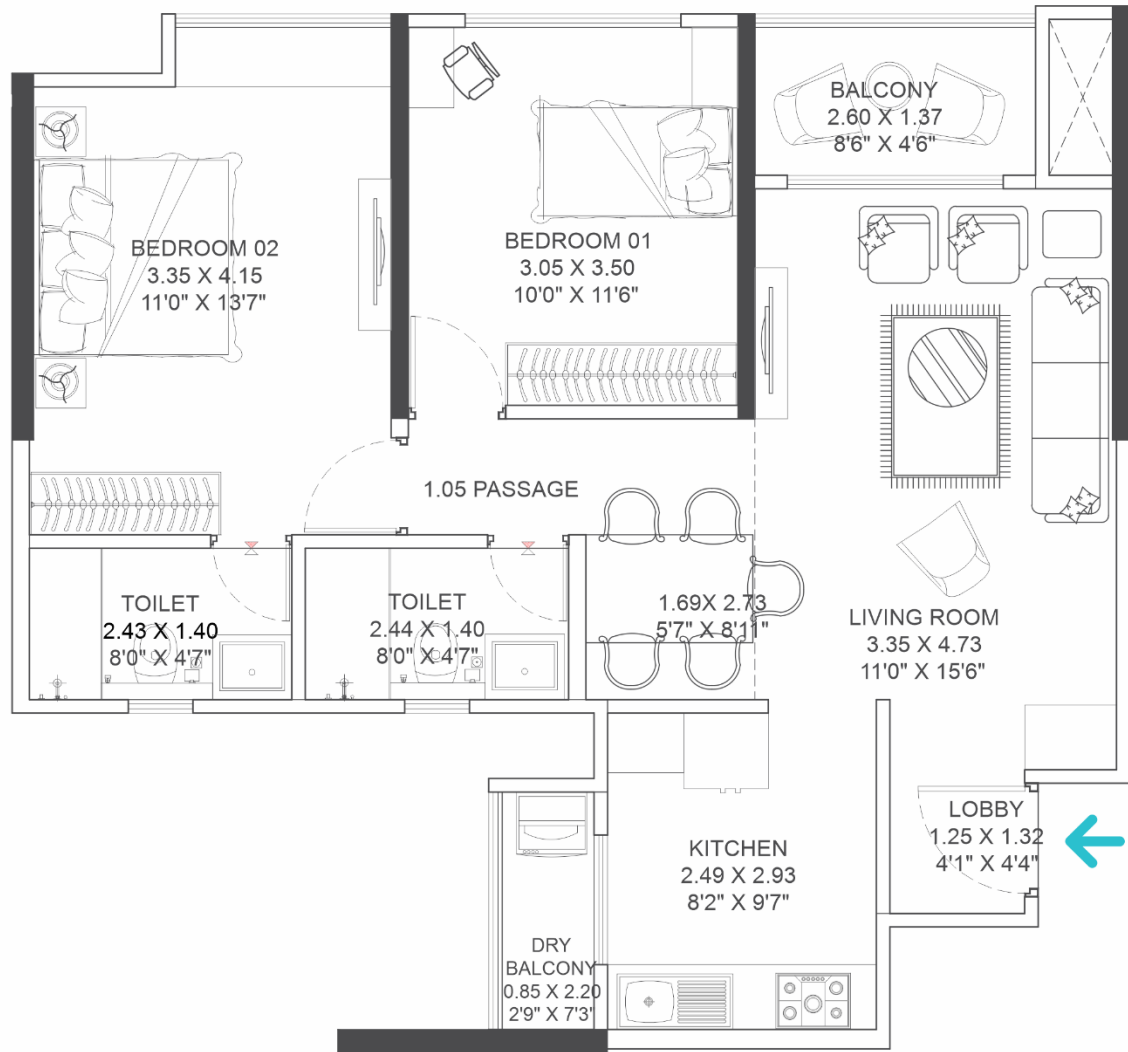 BALCONY
2.60 X 1.37
8'6" X 4'6"
BEDROOM 02
3.35 X 4.15
11'0" X 13'7"
BEDROOM 01
3.05 X 3.50
10'0" X 11'6"
1.05 PASSAGE
TOILET
2.43 X 1.40
8'0" X 4'7"
TOILET
2.44 X 1.40
8'0" X 4'7"
1.69X 2.73
5'7" X 8'11"
LIVING ROOM
3.35 X 4.73
11'0" X 15'6"
LOBBY
1.25 X 1.32
4'1" X 4'4"
KITCHEN
2.49 X 2.93
8'2" X 9'7"
DRY
BALCONY
0.85 X 2.20
2'9" X 7'3'